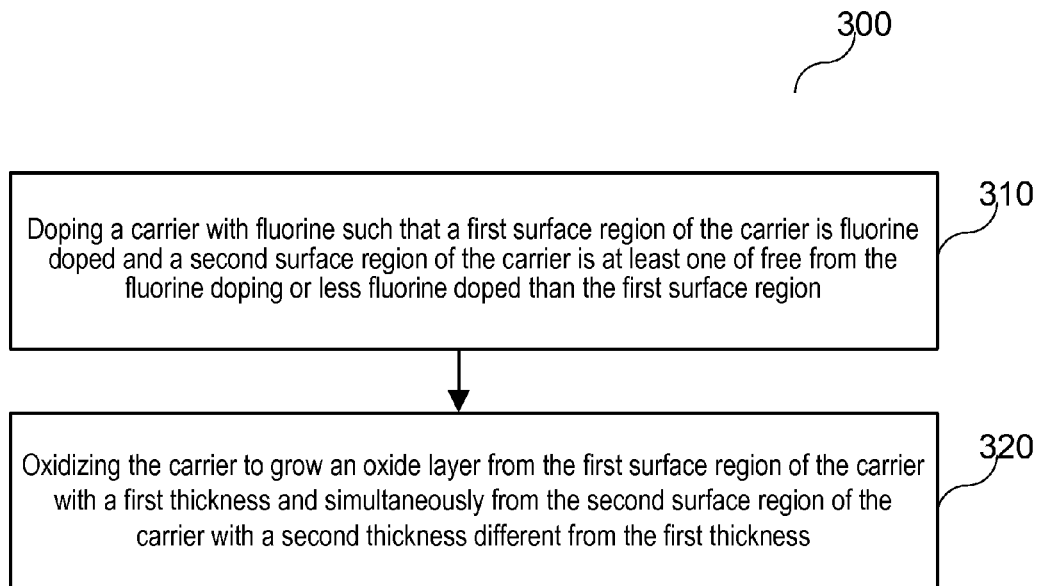 300
310
Doping a carrier with fluorine such that a first surface region of the carrier is fluorine
doped and a second surface region of the carrier is at least one of free from the
fluorine doping or less fluorine doped than the first surface region
320
Oxidizing the carrier to grow an oxide layer from the first surface region of the carrier
with a first thickness and simultaneously from the second surface region of the
carrier with a second thickness different from the first thickness